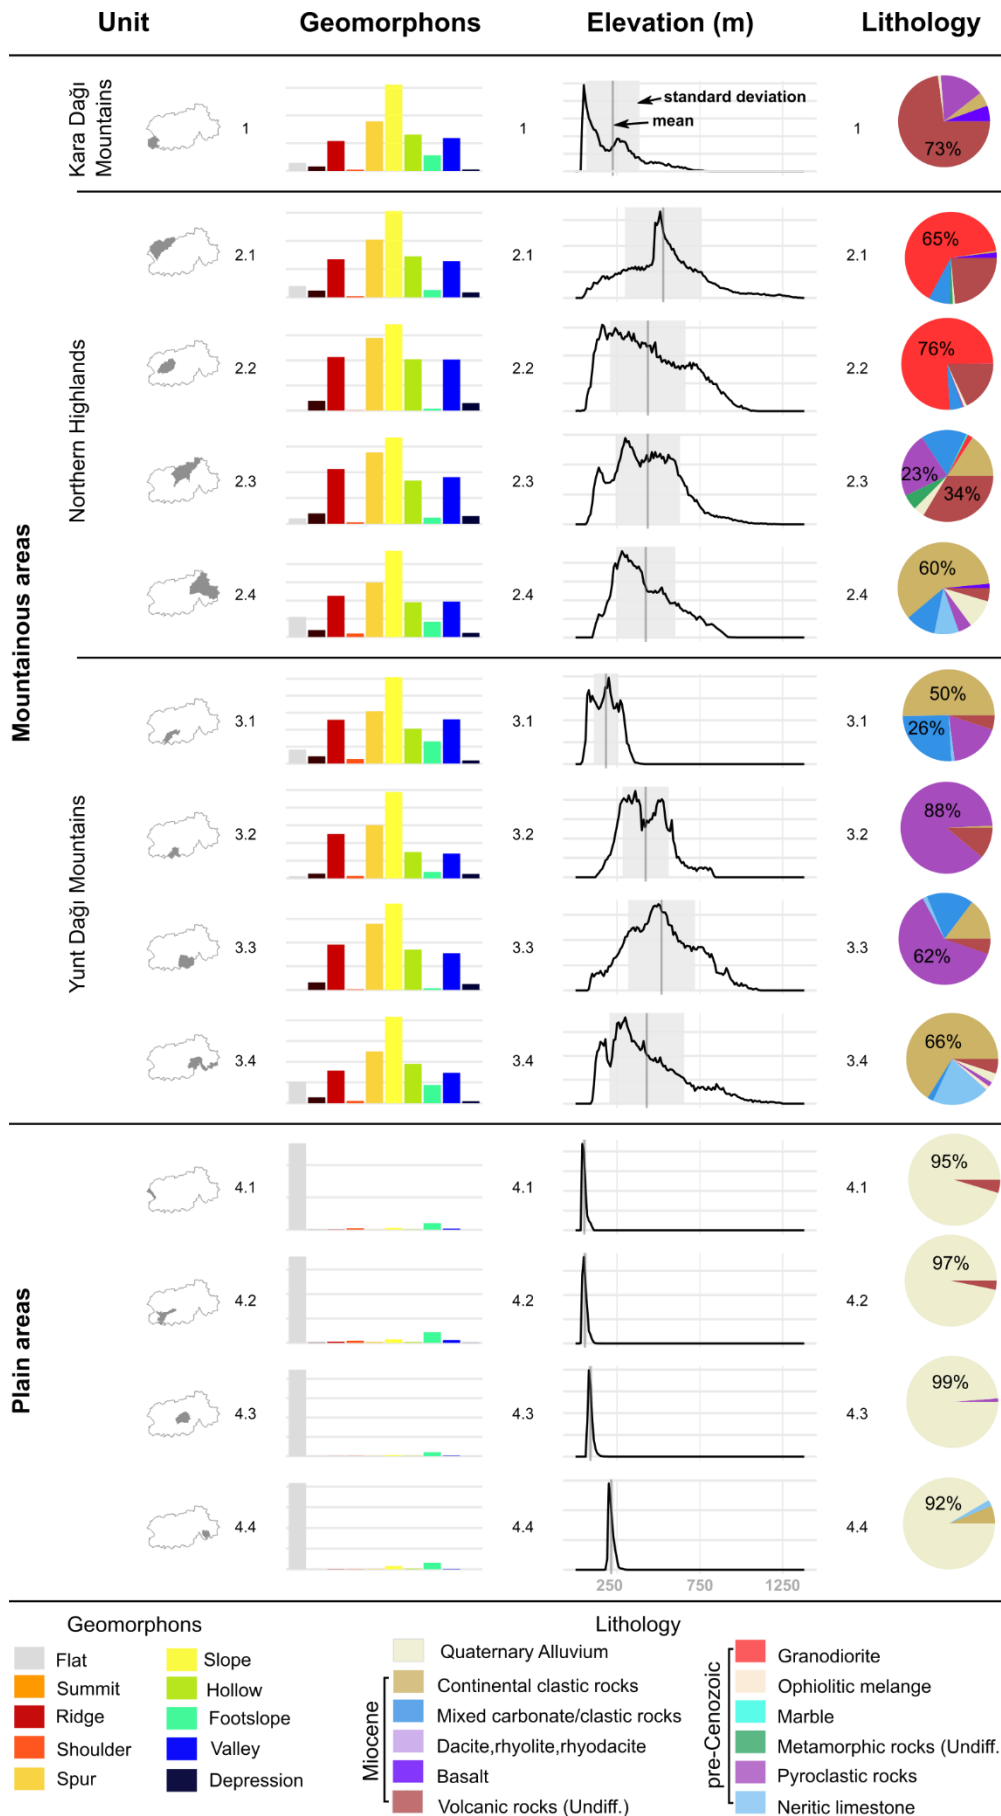 Unit Geomorphons Elevation (m) Lithology
Mountainous areas
Kara Dağı
Mountains
1 1 1
standard deviation
mean
73%
Northern Highlands
2.1 2.1 2.1
65%
2.2 2.2 2.2
76%
2.3 2.3 2.3
23%
34%
2.4 2.4 2.4
60%
Yunt Dağı Mountains
3.1 3.1 3.1
50%
26%
3.2 3.2 3.2
88%
3.3 3.3 3.3
62%
3.4 3.4 3.4
66%
Plain areas
4.1 4.1 4.1
95%
4.2 4.2 4.2
97%
4.3 4.3 4.3
99%
4.4 4.4 4.4
92%
250 750 1250
Geomorphons
Flat
Summit
Ridge
Shoulder
Spur
Slope
Hollow
Footslope
Valley
Depression
Lithology
Quaternary Alluvium
Miocene
Continental clastic rocks
Mixed carbonate/clastic rocks
Dacite,rhyolite,rhyodacite
Basalt
Volcanic rocks (Undiff.)
pre-Cenozoic
Granodiorite
Ophiolitic melange
Marble
Metamorphic rocks (Undiff.
Pyroclastic rocks
Neritic limestone